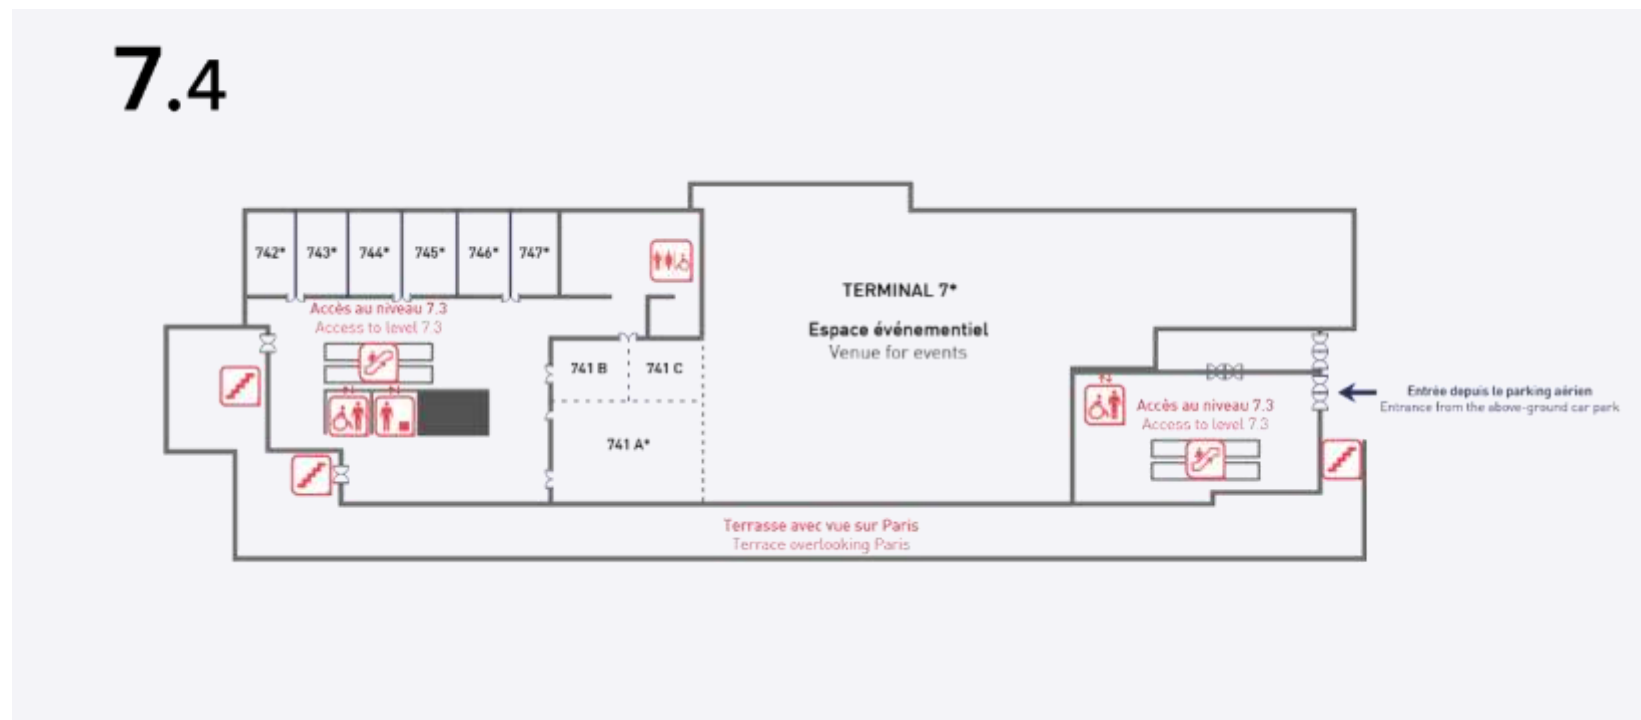 7.4
742*
743*
744*
745*
746*
747*
Accès au niveau 7.3
Access to level 7.3
TERMINAL 7*
Espace événementiel
Venue for events
741 B
741 C
741 A*
Accès au niveau 7.3
Access to level 7.3
Entrée depuis le parking aérien
Entrance from the above-ground car park
Terrasse avec vue sur Paris
Terrace overlooking Paris